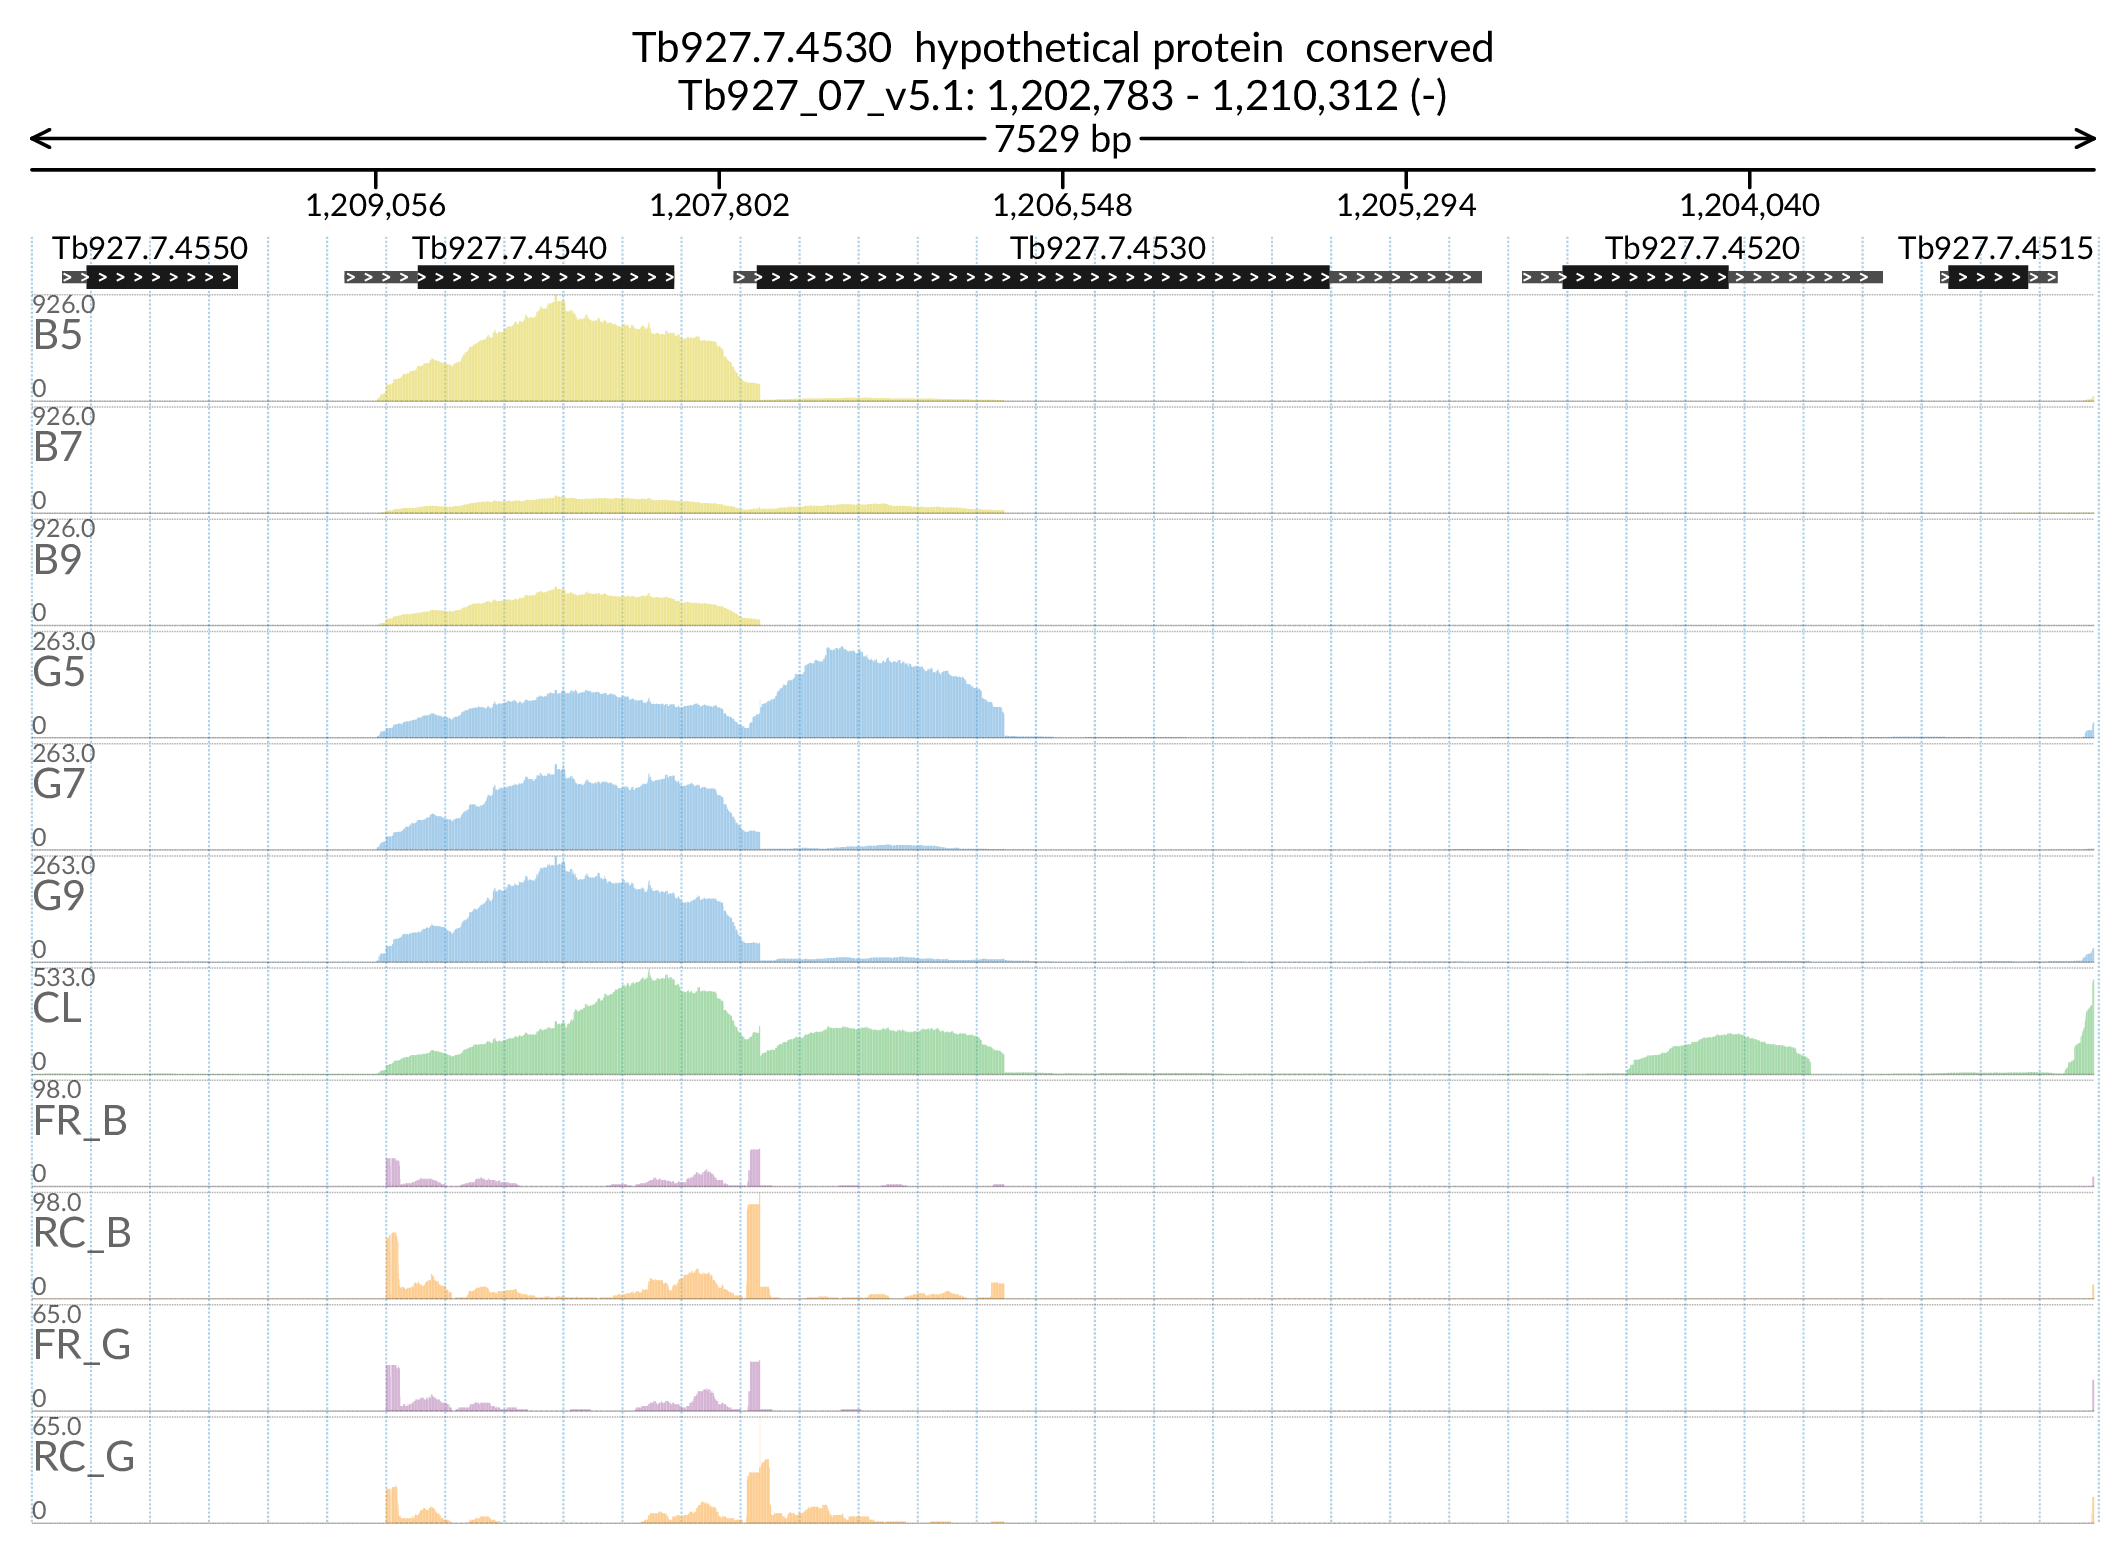 Tb927.7.4530 hypothetical protein conserved
Tb927_07_v5.1: 1,202,783 - 1,210,312 (-)
7529 bp
1,209,056 1,207,802 1,206,548 1,205,294 1,204,040
Tb927.7.4550 Tb927.7.4540 Tb927.7.4530 Tb927.7.4520 Tb927.7.4515
926.0
B5
0
926.0
B7
0
926.0
B9
0
263.0
G5
0
263.0
G7
0
263.0
G9
0
533.0
CL
0
98.0
FR_B
0
98.0
RC_B
0
65.0
FR_G
0
65.0
RC_G
0